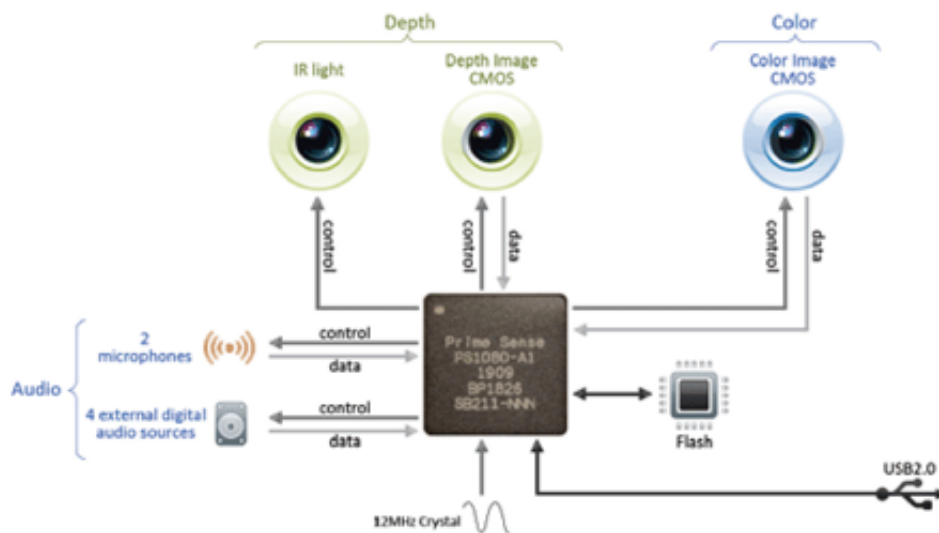 Depth
Color
IR light
Depth Image
CMOS
Color Image
CMOS
control
control
data
control
data
Audio
2
microphones
control
data
4 external digital
audio sources
control
data
Prime Sense
PS1080-A1
1909
BP1826
SB211-NNN
Flash
USB2.0
12MHz Crystal